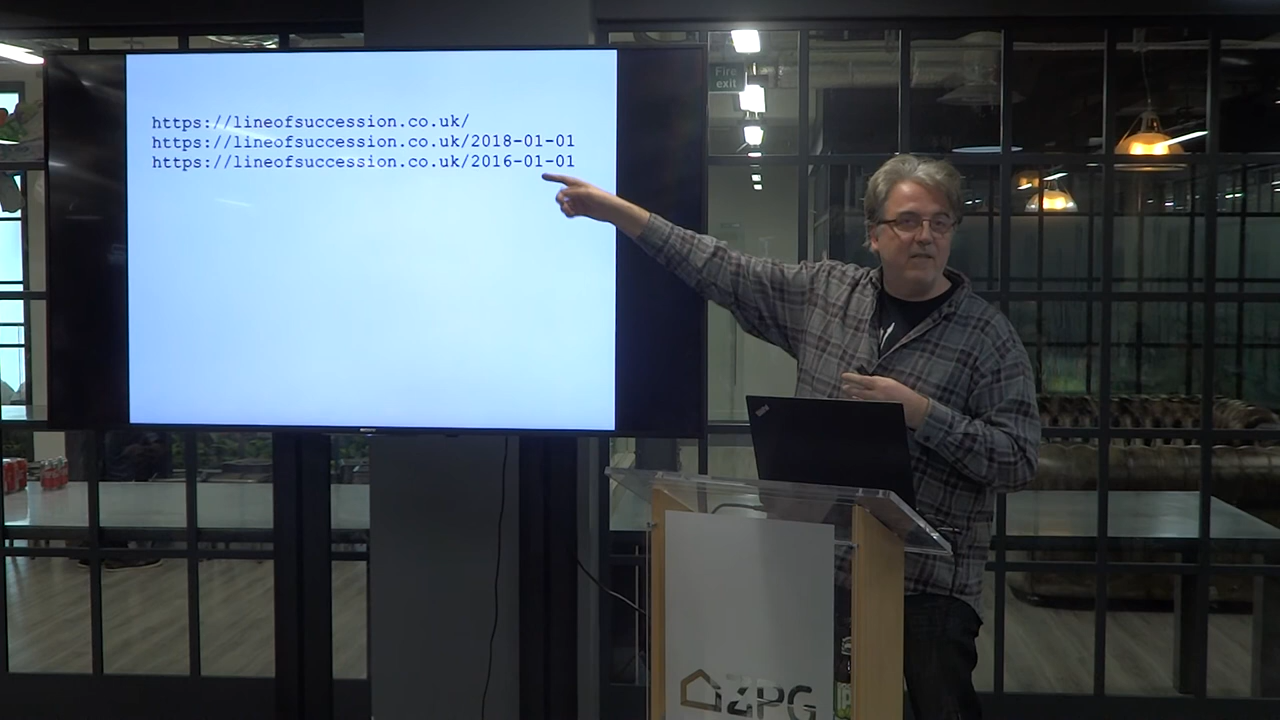 https://lineofsuccession.co.uk/
https://lineofsuccession.co.uk/2018-01-01
https://lineofsuccession.co.uk/2016-01-01
Fire
exit
ZPG